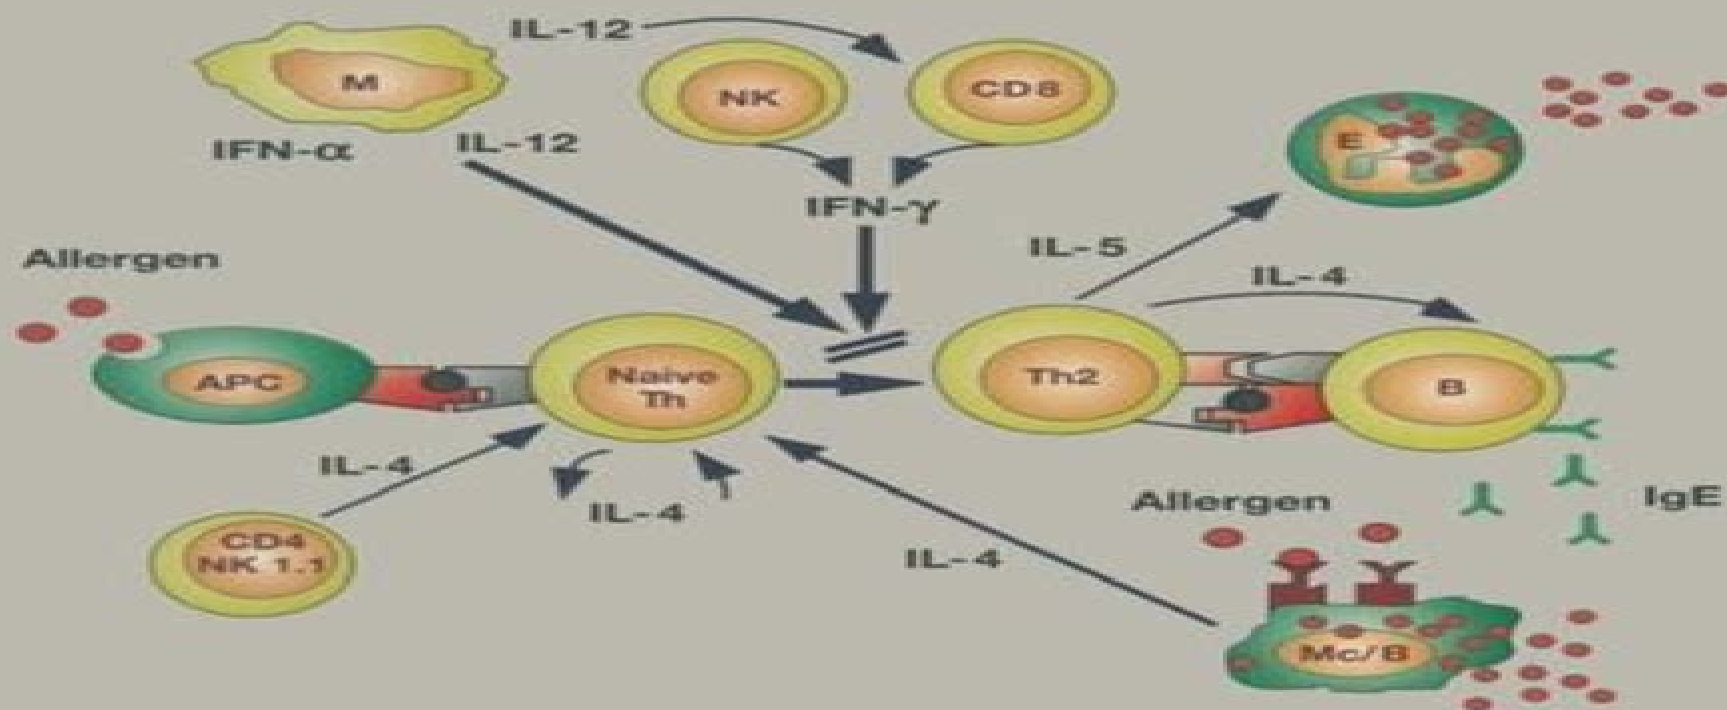 IL-12
M
NK
CD8
E
IFN-α
IL-12
IFN-γ
Allergen
IL-5
IL-4
APC
Naive
Th
Th2
B
IL-4
IL-4
Allergen
IgE
CD4
NK 1.1
IL-4
Mc/B